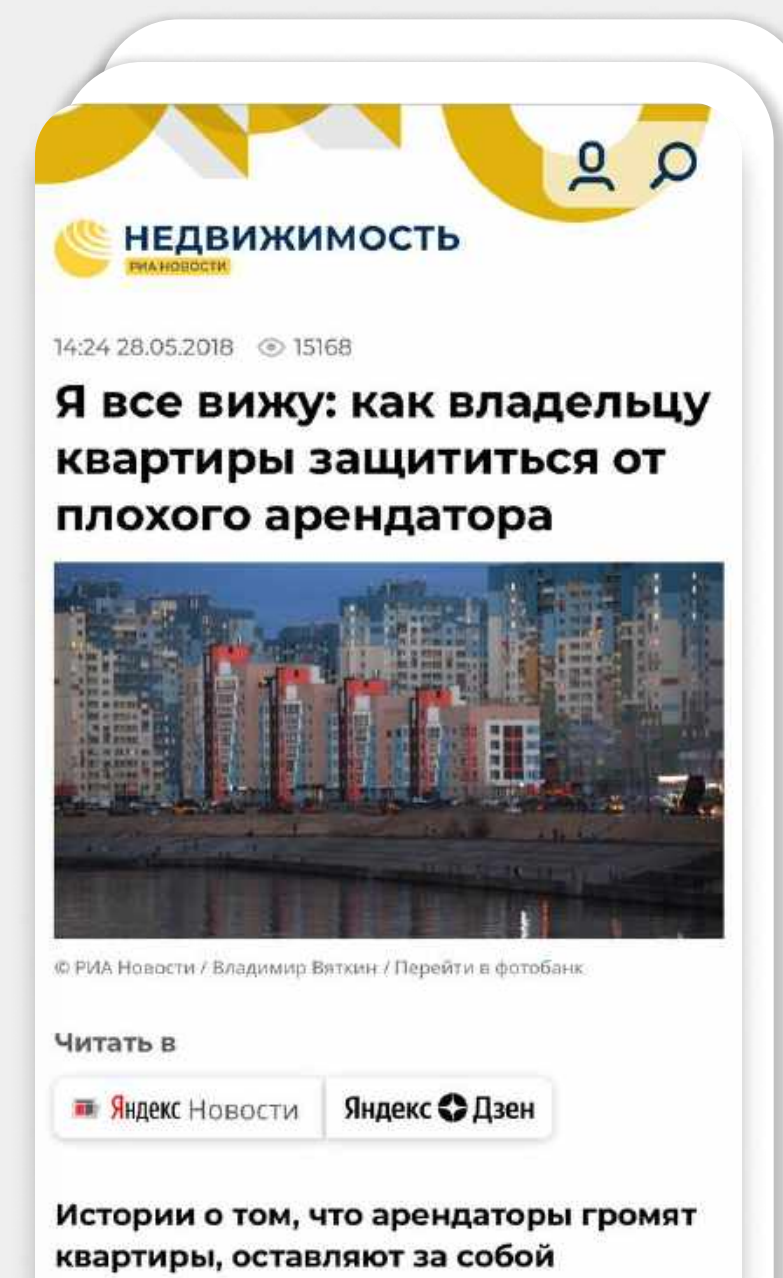 НЕДВИЖИМОСТЬ
РИА НОВОСТИ
14:24 28.05.2018 15168
Я все вижу: как владельцу
квартиры защититься от
плохого арендатора
© РИА Новости / Владимир Вяткин / Перейти в фотобанк
Читать в
Яндекс Новости Яндекс Дзен
Истории о том, что арендаторы громят
квартиры, оставляют за собой